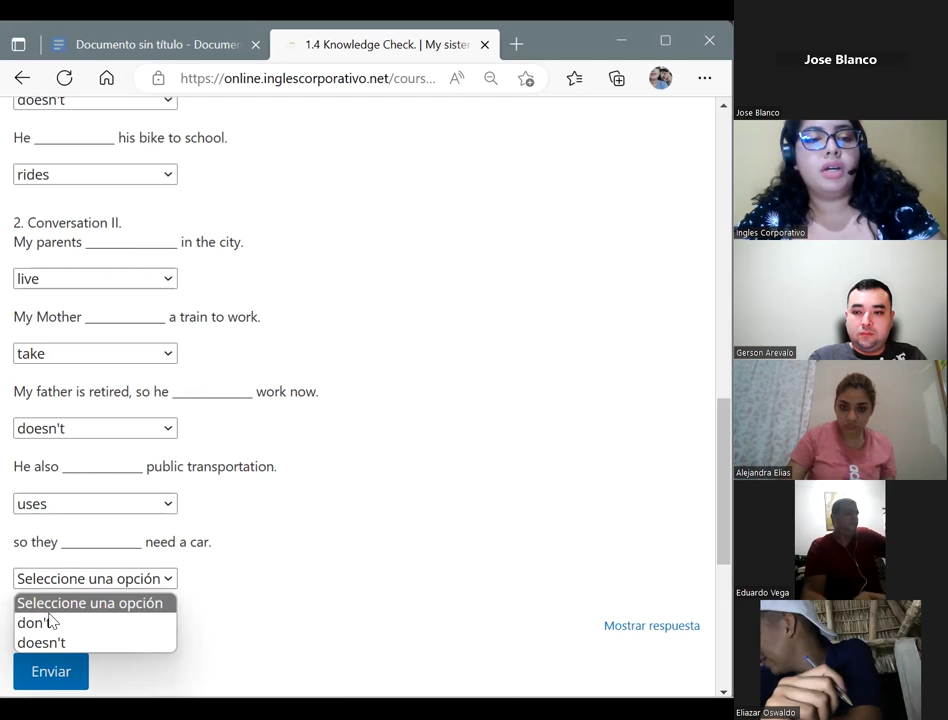 Documento sin título - Documen
1.4 Knowledge Check. | My sister
https://online.inglescorporativo.net/cours...
doesn't
He ___________ his bike to school.
rides
2. Conversation II.
My parents _____________ in the city.
live
My Mother ___________ a train to work.
take
My father is retired, so he ___________ work now.
doesn't
He also ___________ public transportation.
uses
so they ___________ need a car.
Seleccione una opción
Seleccione una opción
don't
doesn't
Mostrar respuesta
Enviar
Jose Blanco
Jose Blanco
Ingles Corporativo
Gerson Arevalo
Alejandra Elias
Eduardo Vega
Eliazar Oswaldo